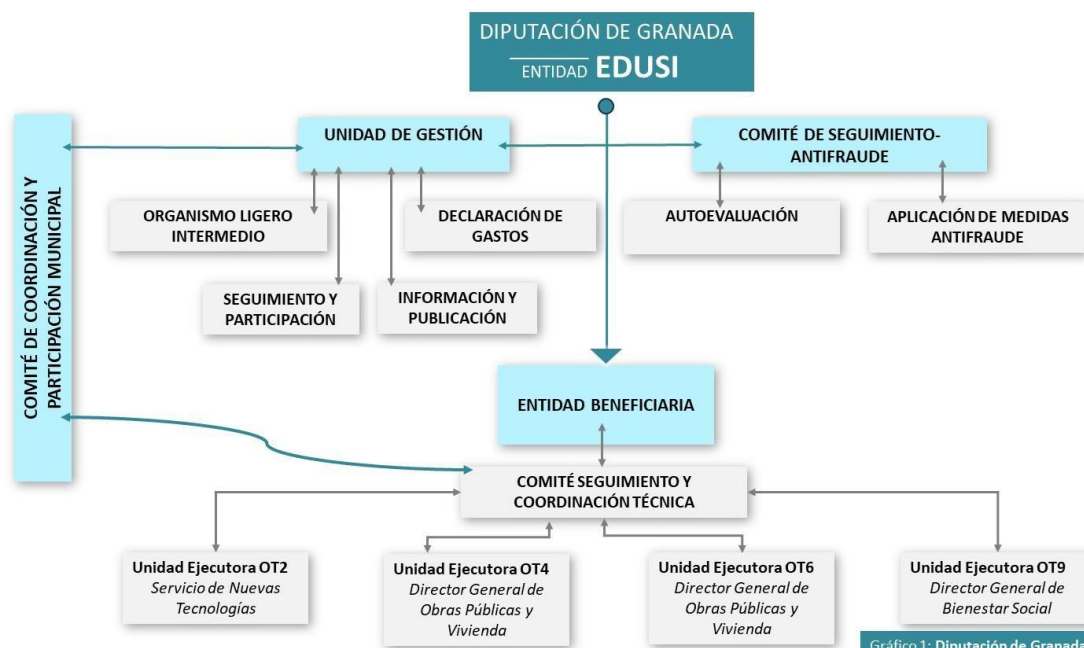 DIPUTACIÓN DE GRANADA
ENTIDAD EDUSI
COMITÉ DE COORDINACIÓN Y
PARTICIPACIÓN MUNICIPAL
UNIDAD DE GESTIÓN
COMITÉ DE SEGUIMIENTO-
ANTIFRAUDE
ORGANISMO LIGERO
INTERMEDIO
DECLARACIÓN DE
GASTOS
AUTOEVALUACIÓN
APLICACIÓN DE MEDIDAS
ANTIFRAUDE
SEGUIMIENTO Y
PARTICIPACIÓN
INFORMACIÓN Y
PUBLICACIÓN
ENTIDAD BENEFICIARIA
COMITÉ SEGUIMIENTO Y
COORDINACIÓN TÉCNICA
Unidad Ejecutora OT2
Servicio de Nuevas
Tecnologías
Unidad Ejecutora OT4
Director General de
Obras Públicas y
Vivienda
Unidad Ejecutora OT6
Director General de
Obras Públicas y
Vivienda
Unidad Ejecutora OT9
Director General de
Bienestar Social
Gráfico 1: Diputación de Granada